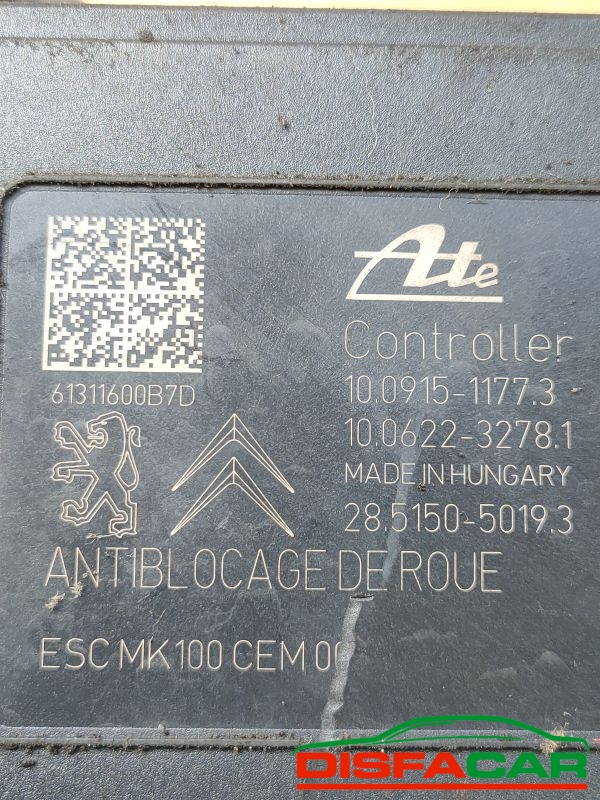 Ate
Controller
61311600B7D
10.0915-1177.3
10.0622-3278.1
MADE IN HUNGARY
28.5150-5019.3
ANTIBLOCAGE DE ROUE
ESC MK100 CEM
DISFACAR